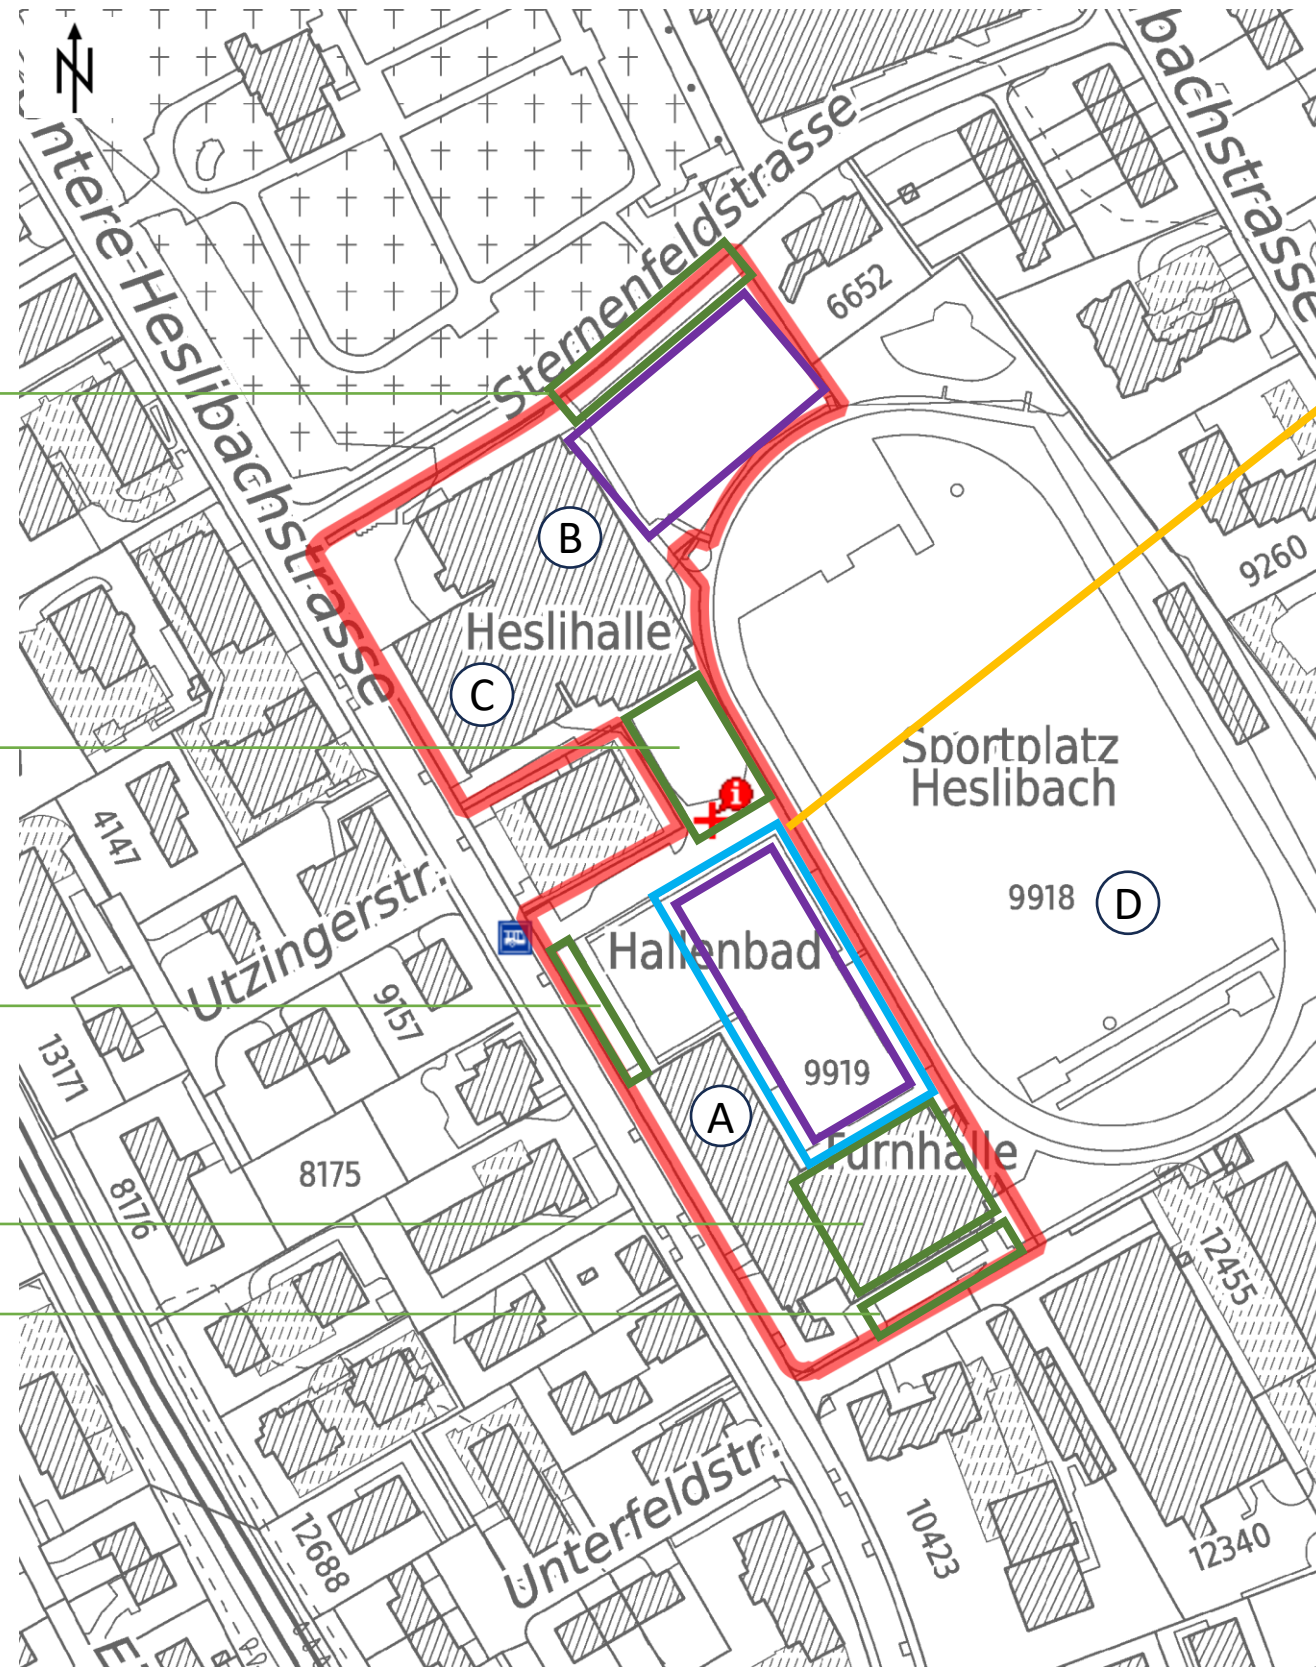 N
ntere-Heslibachstrasse
bachstrasse
Sternenfeldstrasse
6652
B
9260
Heslihalle
C
Sportplatz
Heslibach
i
4147
9918
D
Utzingerstr.
Hallenbad
9157
13171
9919
A
Turnhalle
8175
8176
12455
Unterfeldstr.
10423
12688
12340